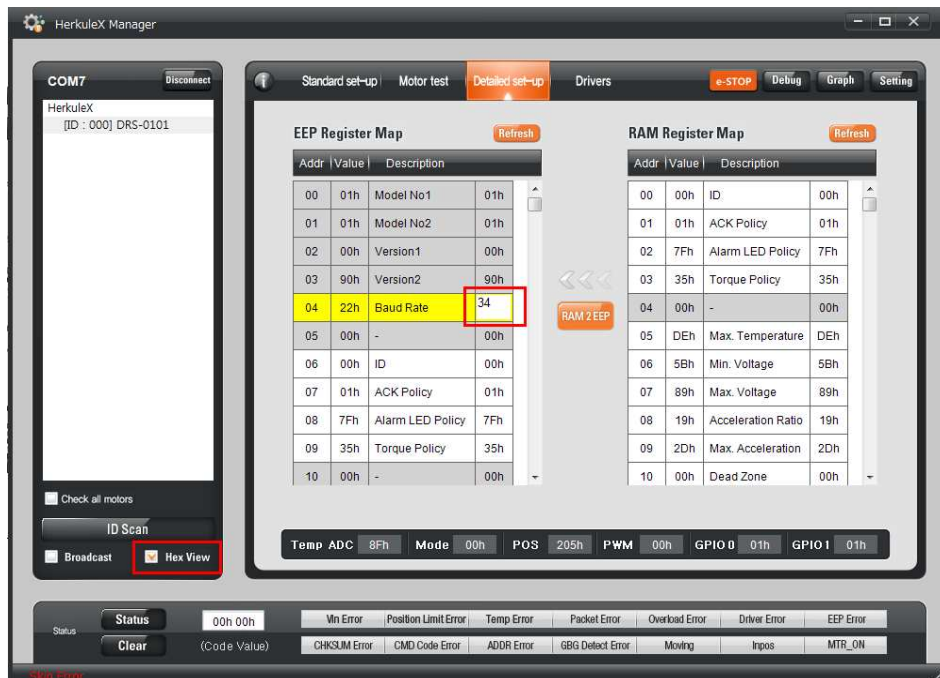 HerkuleX Manager
COM7 Disconnect
HerkuleX
[ID : 000] DRS-0101
Check all motors
ID Scan
Broadcast Hex View
Standard set-up Motor test Detailed set-up Drivers e-STOP Debug Graph Setting
EEP Register Map Refresh
Addr Value Description
00 01h Model No1 01h
01 01h Model No2 01h
02 00h Version1 00h
03 90h Version2 90h
04 22h Baud Rate 34
05 00h - 00h
06 00h ID 00h
07 01h ACK Policy 01h
08 7Fh Alarm LED Policy 7Fh
09 35h Torque Policy 35h
10 00h - 00h
RAM 2 EEP
RAM Register Map Refresh
Addr Value Description
00 00h ID 00h
01 01h ACK Policy 01h
02 7Fh Alarm LED Policy 7Fh
03 35h Torque Policy 35h
04 00h - 00h
05 DEh Max. Temperature DEh
06 5Bh Min. Voltage 5Bh
07 89h Max. Voltage 89h
08 19h Acceleration Ratio 19h
09 2Dh Max. Acceleration 2Dh
10 00h Dead Zone 00h
Temp ADC 8Fh Mode 00h POS 205h PWM 00h GPIO 0 01h GPIO 1 01h
Status Status 00h 00h Vin Error Position Limit Error Temp Error Packet Error Overload Error Driver Error EEP Error
Clear (Code Value) CHKSUM Error CMD Code Error ADDR Error GBG Detect Error Moving Inpos MTR_ON